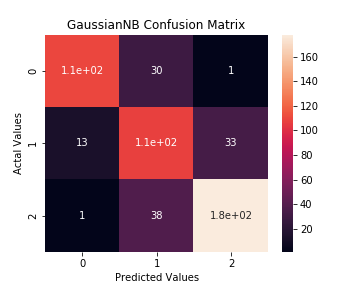 GaussianNB Confusion Matrix
Actal Values
0 1.1e+02 30 1
1 13 1.1e+02 33
2 1 38 1.8e+02
0 1 2
Predicted Values
160
140
120
100
80
60
40
20